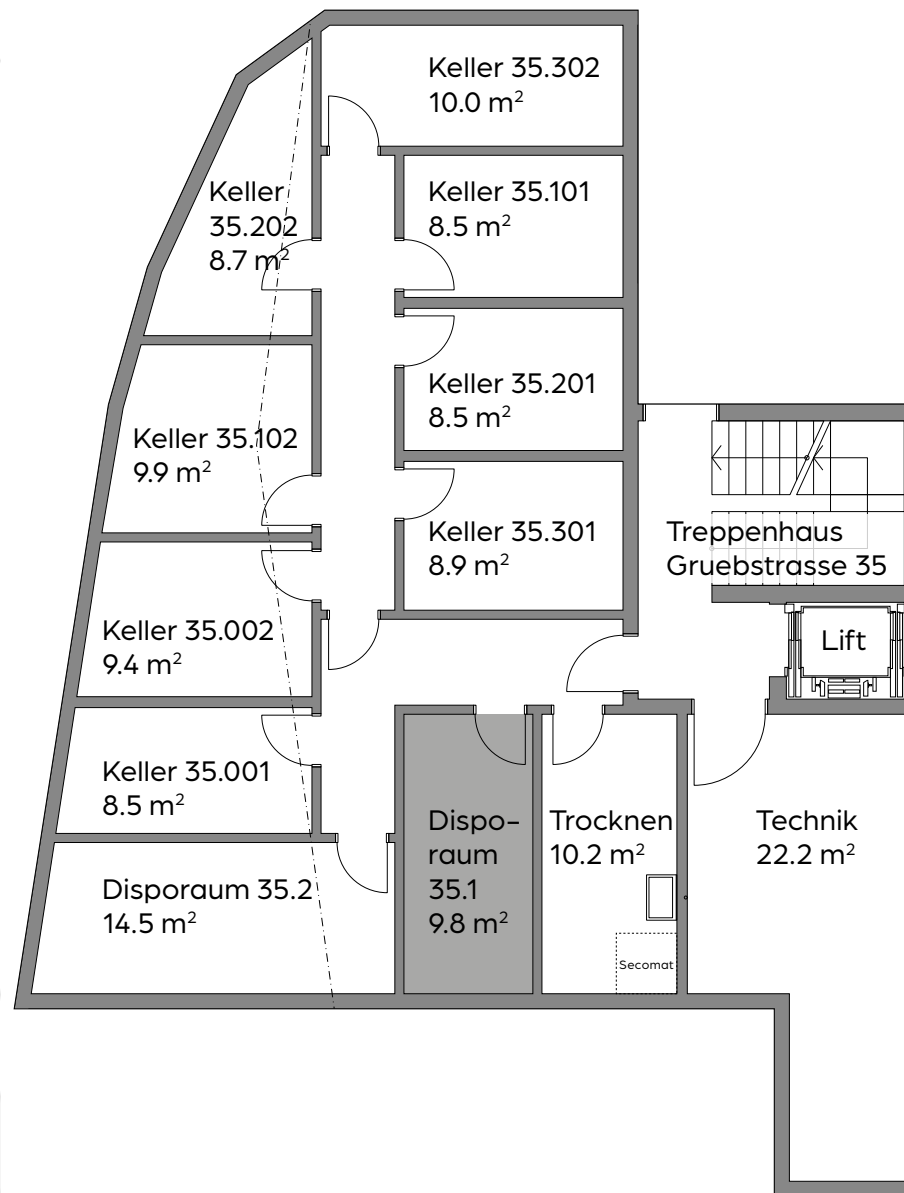 Keller 35.302
10.0 m²
Keller
35.202
8.7 m²
Keller 35.101
8.5 m²
Keller 35.201
8.5 m²
Keller 35.102
9.9 m²
Keller 35.301
8.9 m²
Treppenhaus
Gruebstrasse 35
Lift
Keller 35.002
9.4 m²
Keller 35.001
8.5 m²
Disporaum 35.2
14.5 m²
Dispo-
raum
35.1
9.8 m²
Trocknen
10.2 m²
Secomat
Technik
22.2 m²